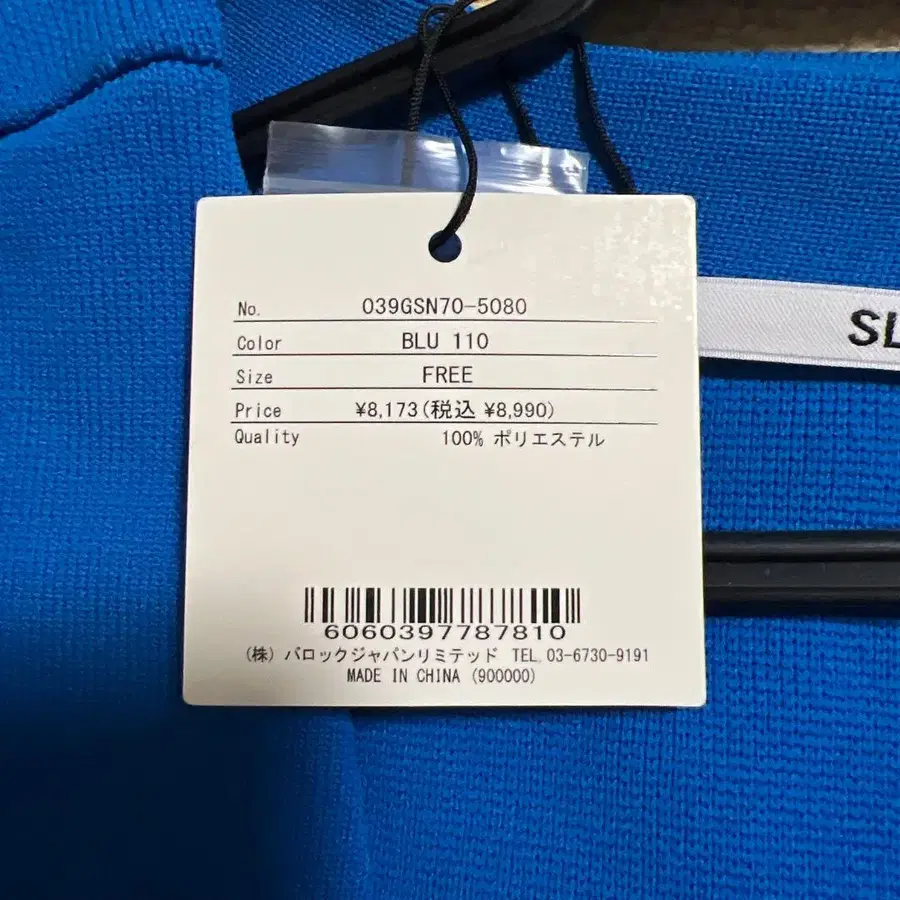 No. 039GSN70-5080
Color BLU 110
Size FREE
Price ¥8,173(税込 ¥8,990)
Quality 100% ポリエステル
6060397787810
(株) バロックジャパンリミテッド TEL.03-6730-9191
MADE IN CHINA (900000)
SL